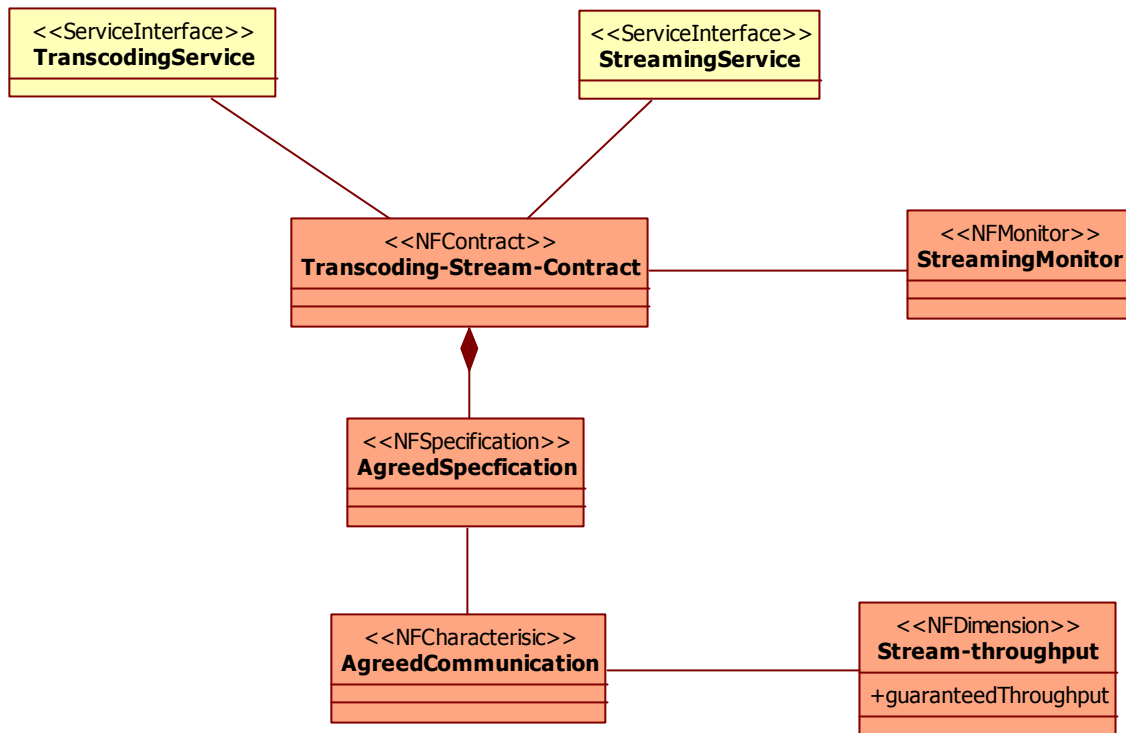 <<ServiceInterface>>
TranscodingService
<<ServiceInterface>>
StreamingService
<<NFContract>>
Transcoding-Stream-Contract
<<NFMonitor>>
StreamingMonitor
<<NFSpecification>>
AgreedSpecfication
<<NFCharacterisic>>
AgreedCommunication
<<NFDimension>>
Stream-throughput
+guaranteedThroughput